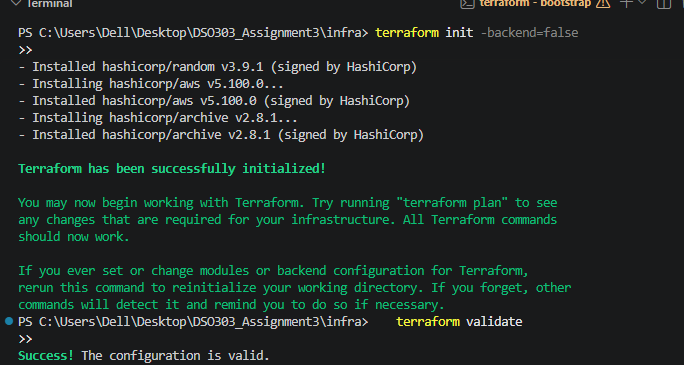 Terminal
terraform - bootstrap
PS C:\Users\Dell\Desktop\DSO303_Assignment3\infra> terraform init -backend=false
>>
- Installed hashicorp/random v3.9.1 (signed by HashiCorp)
- Installing hashicorp/aws v5.100.0...
- Installed hashicorp/aws v5.100.0 (signed by HashiCorp)
- Installing hashicorp/archive v2.8.1...
- Installed hashicorp/archive v2.8.1 (signed by HashiCorp)
Terraform has been successfully initialized!
You may now begin working with Terraform. Try running "terraform plan" to see
any changes that are required for your infrastructure. All Terraform commands
should now work.
If you ever set or change modules or backend configuration for Terraform,
rerun this command to reinitialize your working directory. If you forget, other
commands will detect it and remind you to do so if necessary.
PS C:\Users\Dell\Desktop\DSO303_Assignment3\infra>    terraform validate
>>
Success! The configuration is valid.